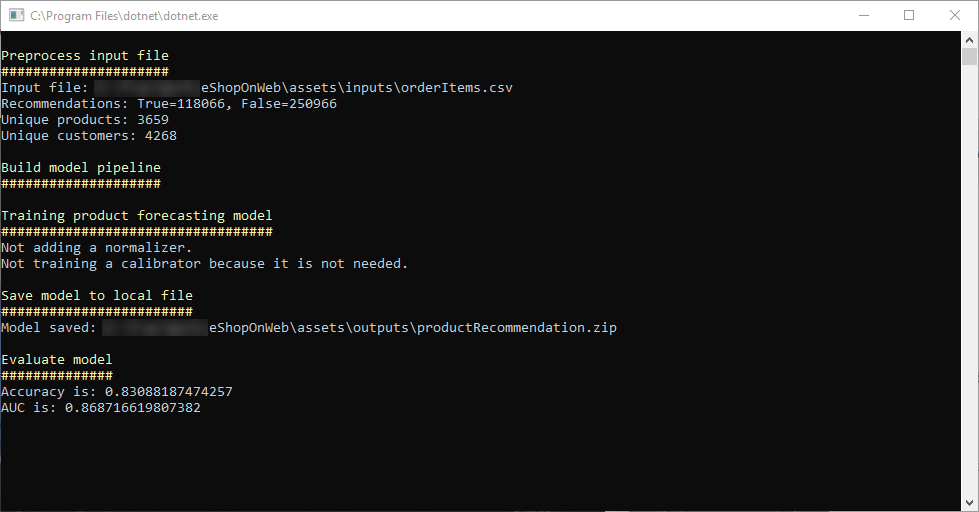 C:\Program Files\dotnet\dotnet.exe
Preprocess input file
#####################
Input file: eShopOnWeb\assets\inputs\orderItems.csv
Recommendations: True=118066, False=250966
Unique products: 3659
Unique customers: 4268
Build model pipeline
####################
Training product forecasting model
##################################
Not adding a normalizer.
Not training a calibrator because it is not needed.
Save model to local file
########################
Model saved: eShopOnWeb\assets\outputs\productRecommendation.zip
Evaluate model
##############
Accuracy is: 0.83088187474257
AUC is: 0.868716619807382